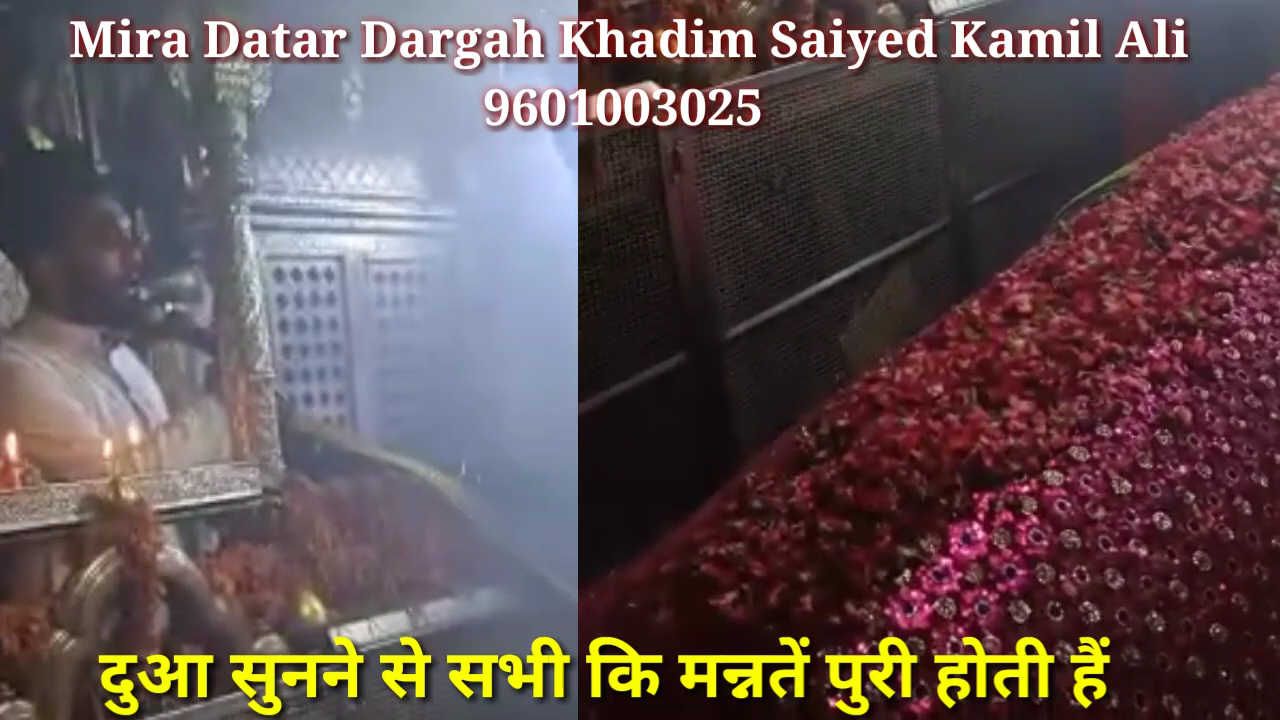 Mira Datar Dargah Khadim Saiyed Kamil Ali
9601003025
दुआ सुनने से सभी कि मन्नतें पुरी होती हैं